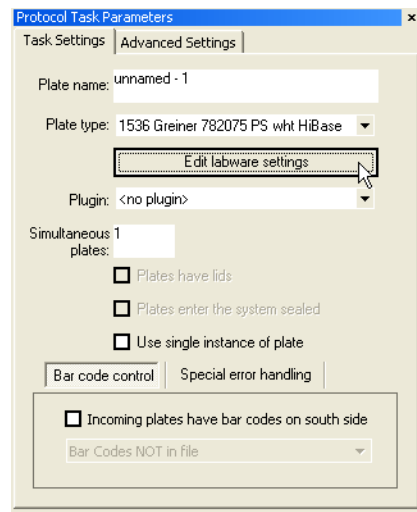 Protocol Task Parameters x
Task Settings Advanced Settings
Plate name: unnamed - 1
Plate type: 1536 Greiner 782075 PS wht HiBase
Edit labware settings
Plugin: <no plugin>
Simultaneous 1
plates:
Plates have lids
Plates enter the system sealed
Use single instance of plate
Bar code control Special error handling
Incoming plates have bar codes on south side
Bar Codes NOT in file